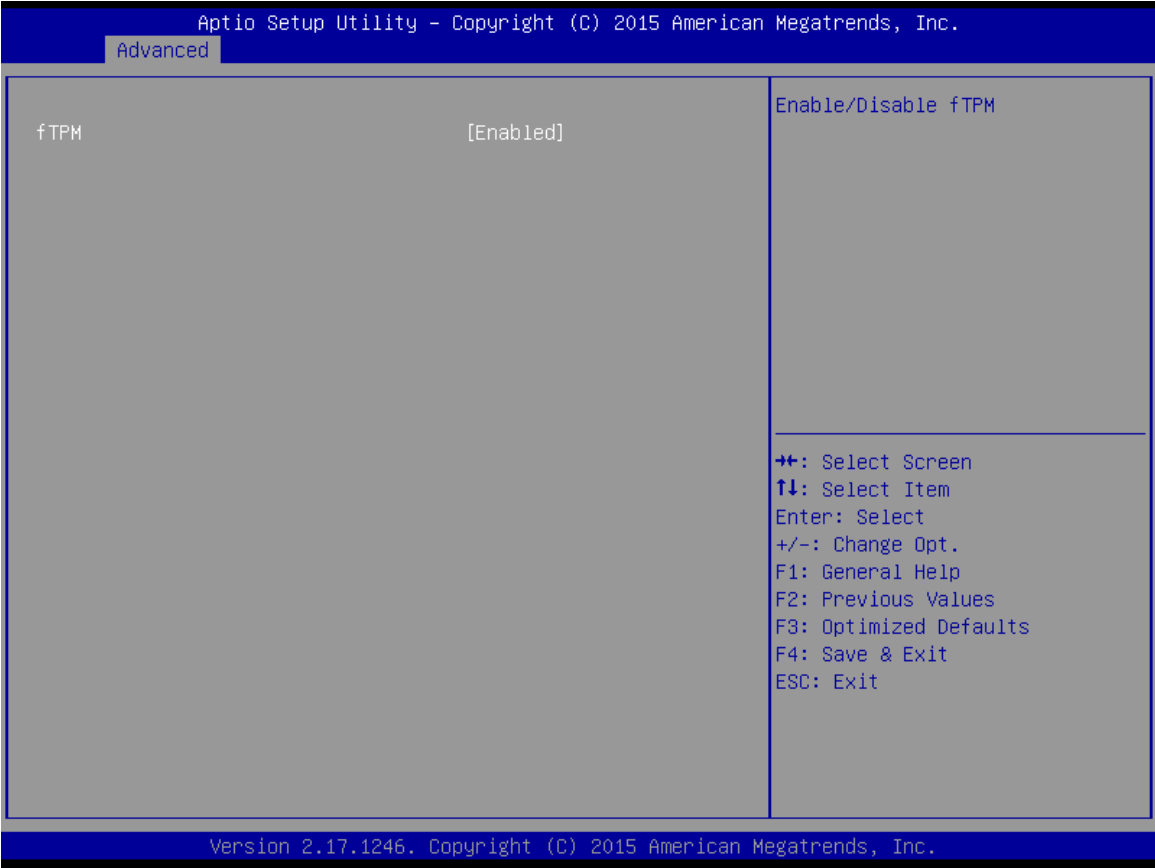 Aptio Setup Utility – Copyright (C) 2015 American Megatrends, Inc.
Advanced
fTPM [Enabled]
Enable/Disable fTPM
→←: Select Screen
↑↓: Select Item
Enter: Select
+/-: Change Opt.
F1: General Help
F2: Previous Values
F3: Optimized Defaults
F4: Save & Exit
ESC: Exit
Version 2.17.1246. Copyright (C) 2015 American Megatrends, Inc.